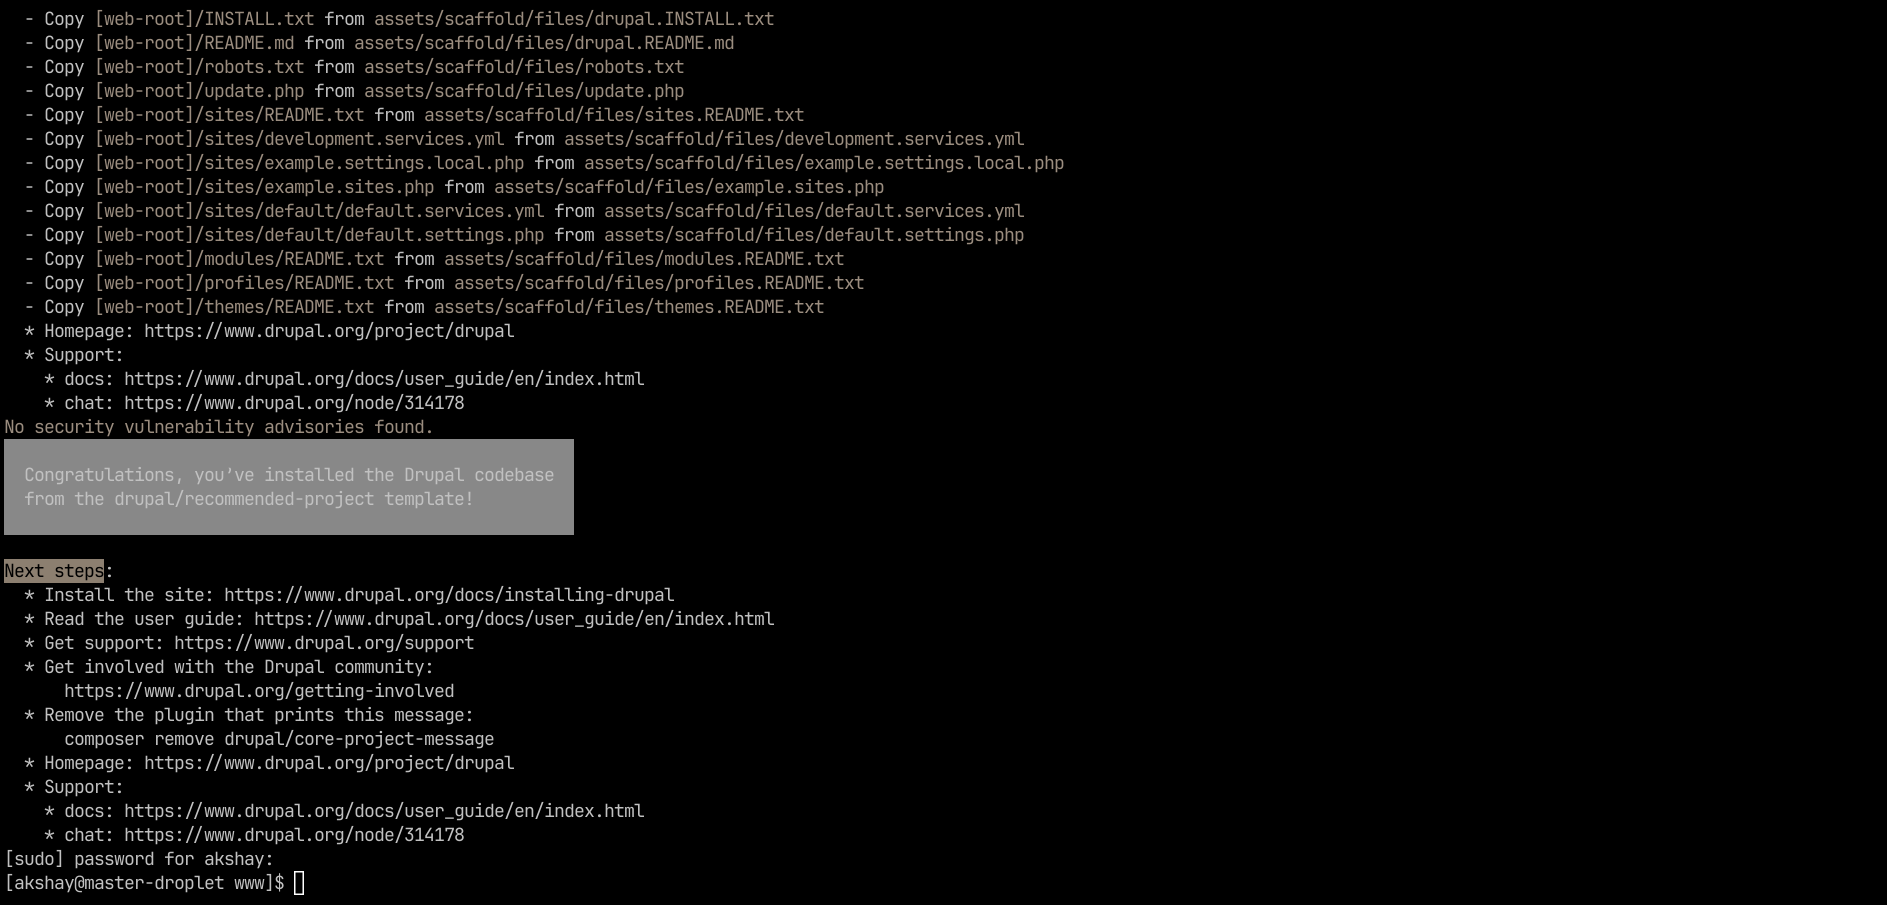 - Copy [web-root]/INSTALL.txt from assets/scaffold/files/drupal.INSTALL.txt
- Copy [web-root]/README.md from assets/scaffold/files/drupal.README.md
- Copy [web-root]/robots.txt from assets/scaffold/files/robots.txt
- Copy [web-root]/update.php from assets/scaffold/files/update.php
- Copy [web-root]/sites/README.txt from assets/scaffold/files/sites.README.txt
- Copy [web-root]/sites/development.services.yml from assets/scaffold/files/development.services.yml
- Copy [web-root]/sites/example.settings.local.php from assets/scaffold/files/example.settings.local.php
- Copy [web-root]/sites/example.sites.php from assets/scaffold/files/example.sites.php
- Copy [web-root]/sites/default/default.services.yml from assets/scaffold/files/default.services.yml
- Copy [web-root]/sites/default/default.settings.php from assets/scaffold/files/default.settings.php
- Copy [web-root]/modules/README.txt from assets/scaffold/files/modules.README.txt
- Copy [web-root]/profiles/README.txt from assets/scaffold/files/profiles.README.txt
- Copy [web-root]/themes/README.txt from assets/scaffold/files/themes.README.txt
* Homepage: https://www.drupal.org/project/drupal
* Support:
* docs: https://www.drupal.org/docs/user_guide/en/index.html
* chat: https://www.drupal.org/node/314178
No security vulnerability advisories found.
Congratulations, you've installed the Drupal codebase
from the drupal/recommended-project template!
Next steps:
* Install the site: https://www.drupal.org/docs/installing-drupal
* Read the user guide: https://www.drupal.org/docs/user_guide/en/index.html
* Get support: https://www.drupal.org/support
* Get involved with the Drupal community:
https://www.drupal.org/getting-involved
* Remove the plugin that prints this message:
composer remove drupal/core-project-message
* Homepage: https://www.drupal.org/project/drupal
* Support:
* docs: https://www.drupal.org/docs/user_guide/en/index.html
* chat: https://www.drupal.org/node/314178
[sudo] password for akshay:
[akshay@master-droplet www]$